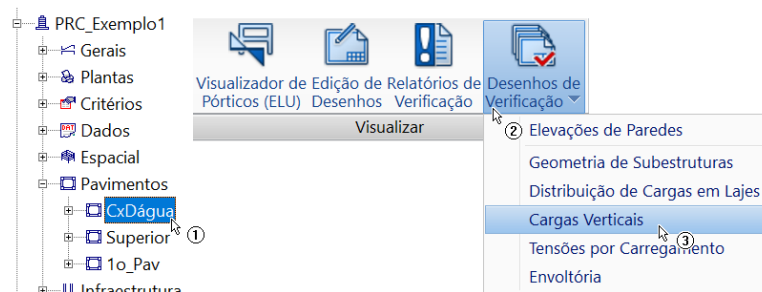 PRC_Exemplo1
Gerais
Plantas
Critérios
DAT Dados
Espacial
Pavimentos
CxDágua
①
Superior
1o_Pav
Infraestrutura
Visualizador de
Pórticos (ELU)
Edição de
Desenhos
Relatórios de
Verificação
Desenhos de
Verificação
Visualizar
②
Elevações de Paredes
Geometria de Subestruturas
Distribuição de Cargas em Lajes
Cargas Verticais
③
Tensões por Carregamento
Envoltória